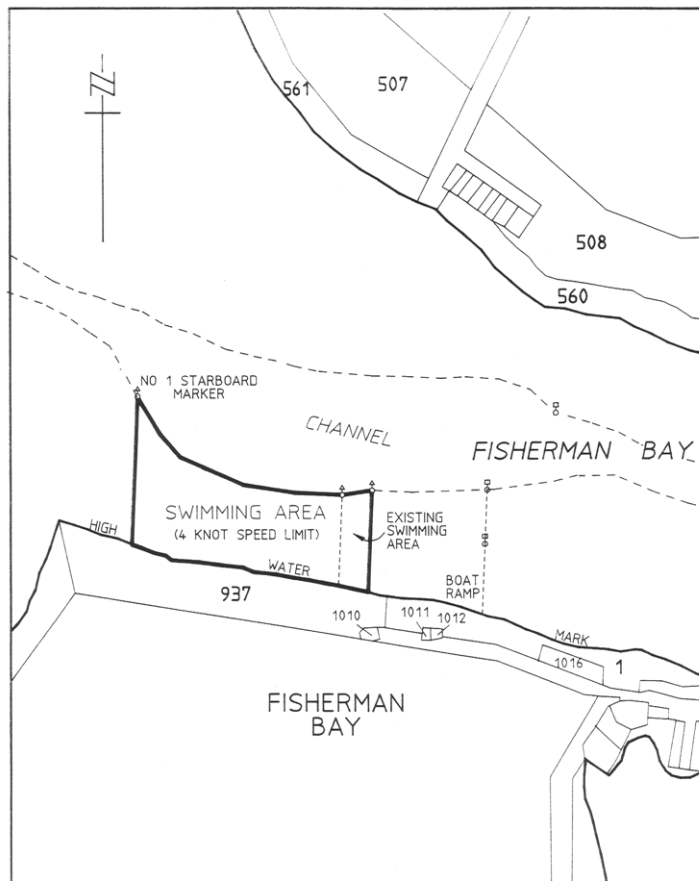 561
507
508
560
NO 1 STARBOARD
MARKER
CHANNEL
FISHERMAN BAY
SWIMMING AREA
(4 KNOT SPEED LIMIT)
EXISTING
SWIMMING
AREA
HIGH
WATER
BOAT
RAMP
937
1010
1011
1012
MARK
1016
1
FISHERMAN
BAY